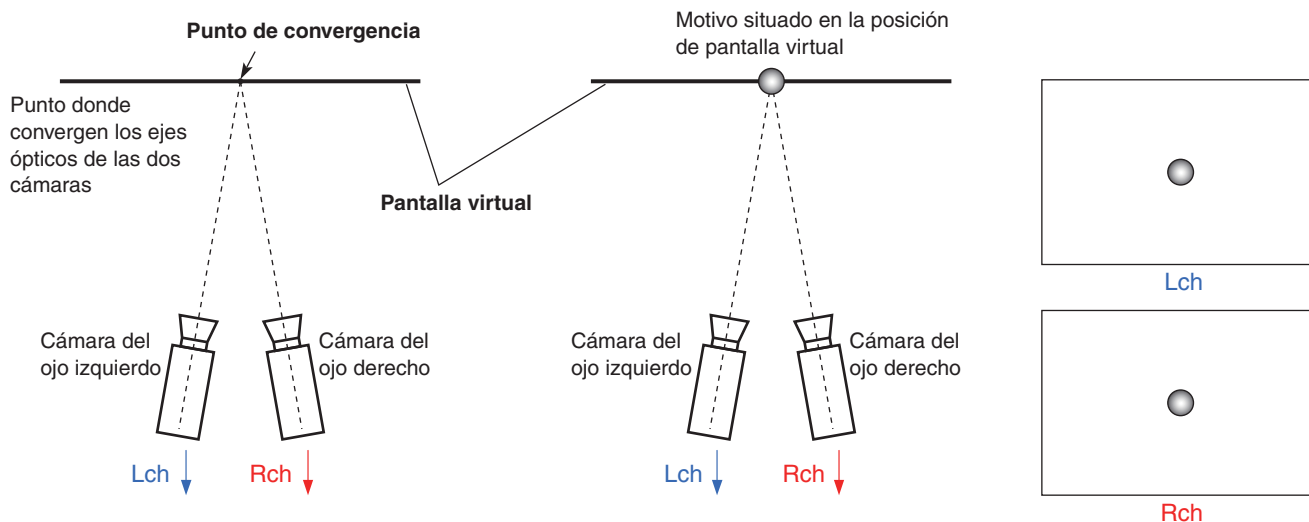 Punto de convergencia
Punto donde
convergen los ejes
ópticos de las dos
cámaras
Pantalla virtual
Cámara del
ojo izquierdo
Cámara del
ojo derecho
Lch
Rch
Motivo situado en la posición
de pantalla virtual
Cámara del
ojo izquierdo
Cámara del
ojo derecho
Lch
Rch
Lch
Rch